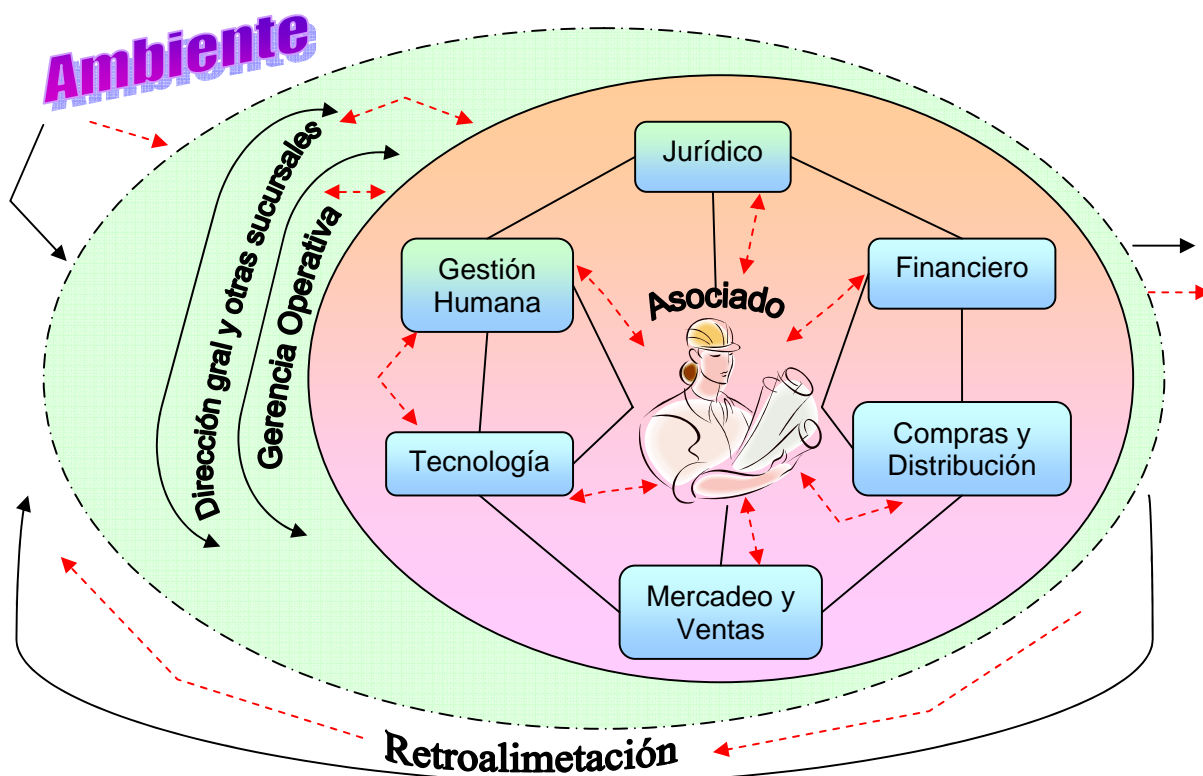 Ambiente
Dirección gral y otras sucursales
Gerencia Operativa
Jurídico
Gestión
Humana
Financiero
Asociado
Tecnología
Compras y
Distribución
Mercadeo y
Ventas
Retroalimetación